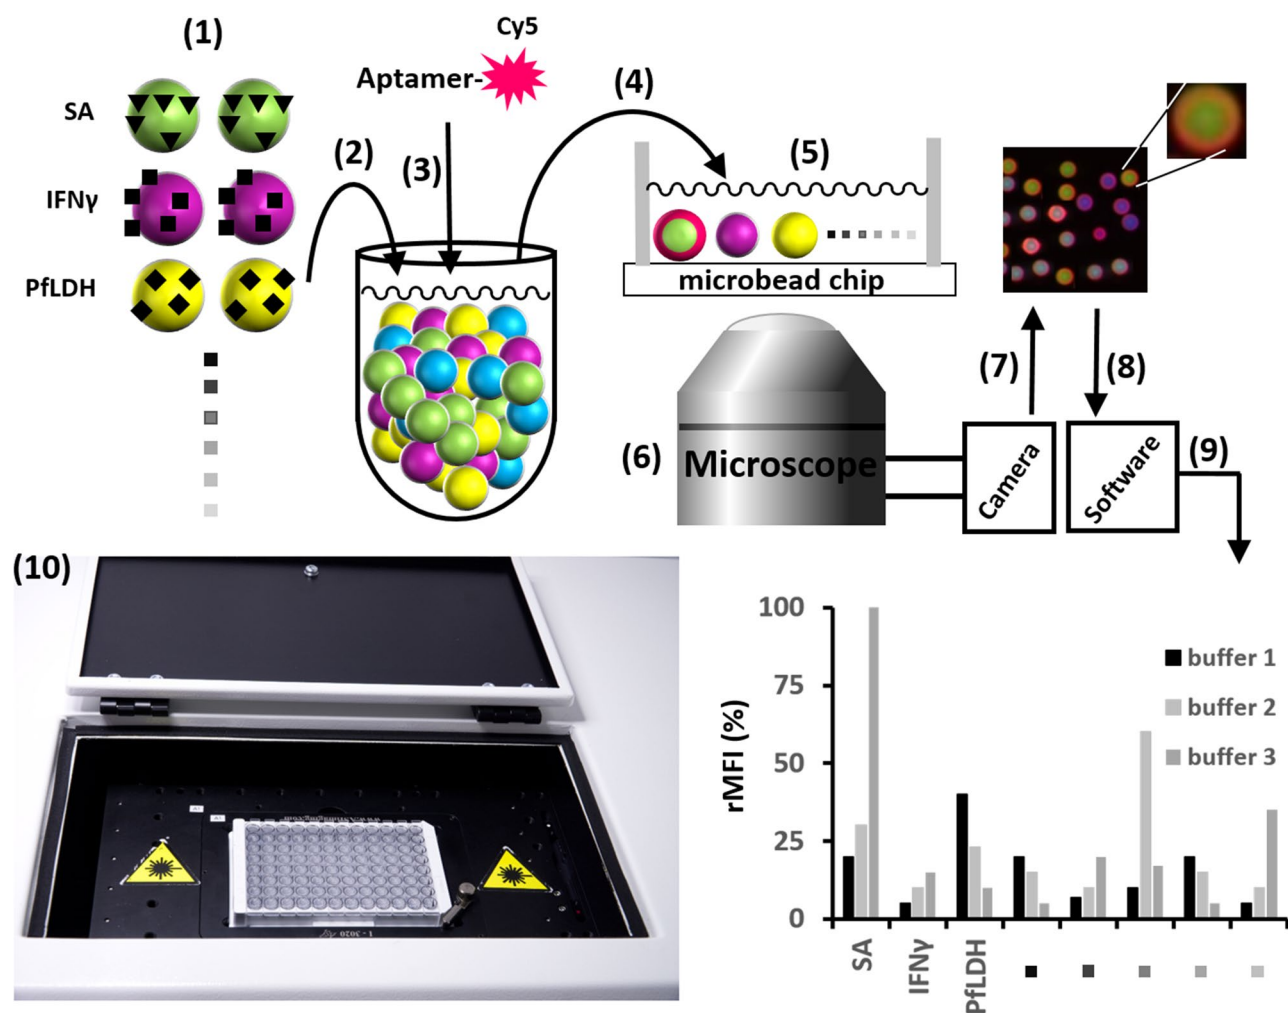 (1)
SA
IFNγ
PfLDH
Cy5
Aptamer-
(2)
(3)
(4)
(5)
microbead chip
(6)
Microscope
Camera
(7)
(8)
Software
(9)
(10)
rMFI (%)
100
75
50
25
0
buffer 1
buffer 2
buffer 3
SA
IFNγ
PfLDH